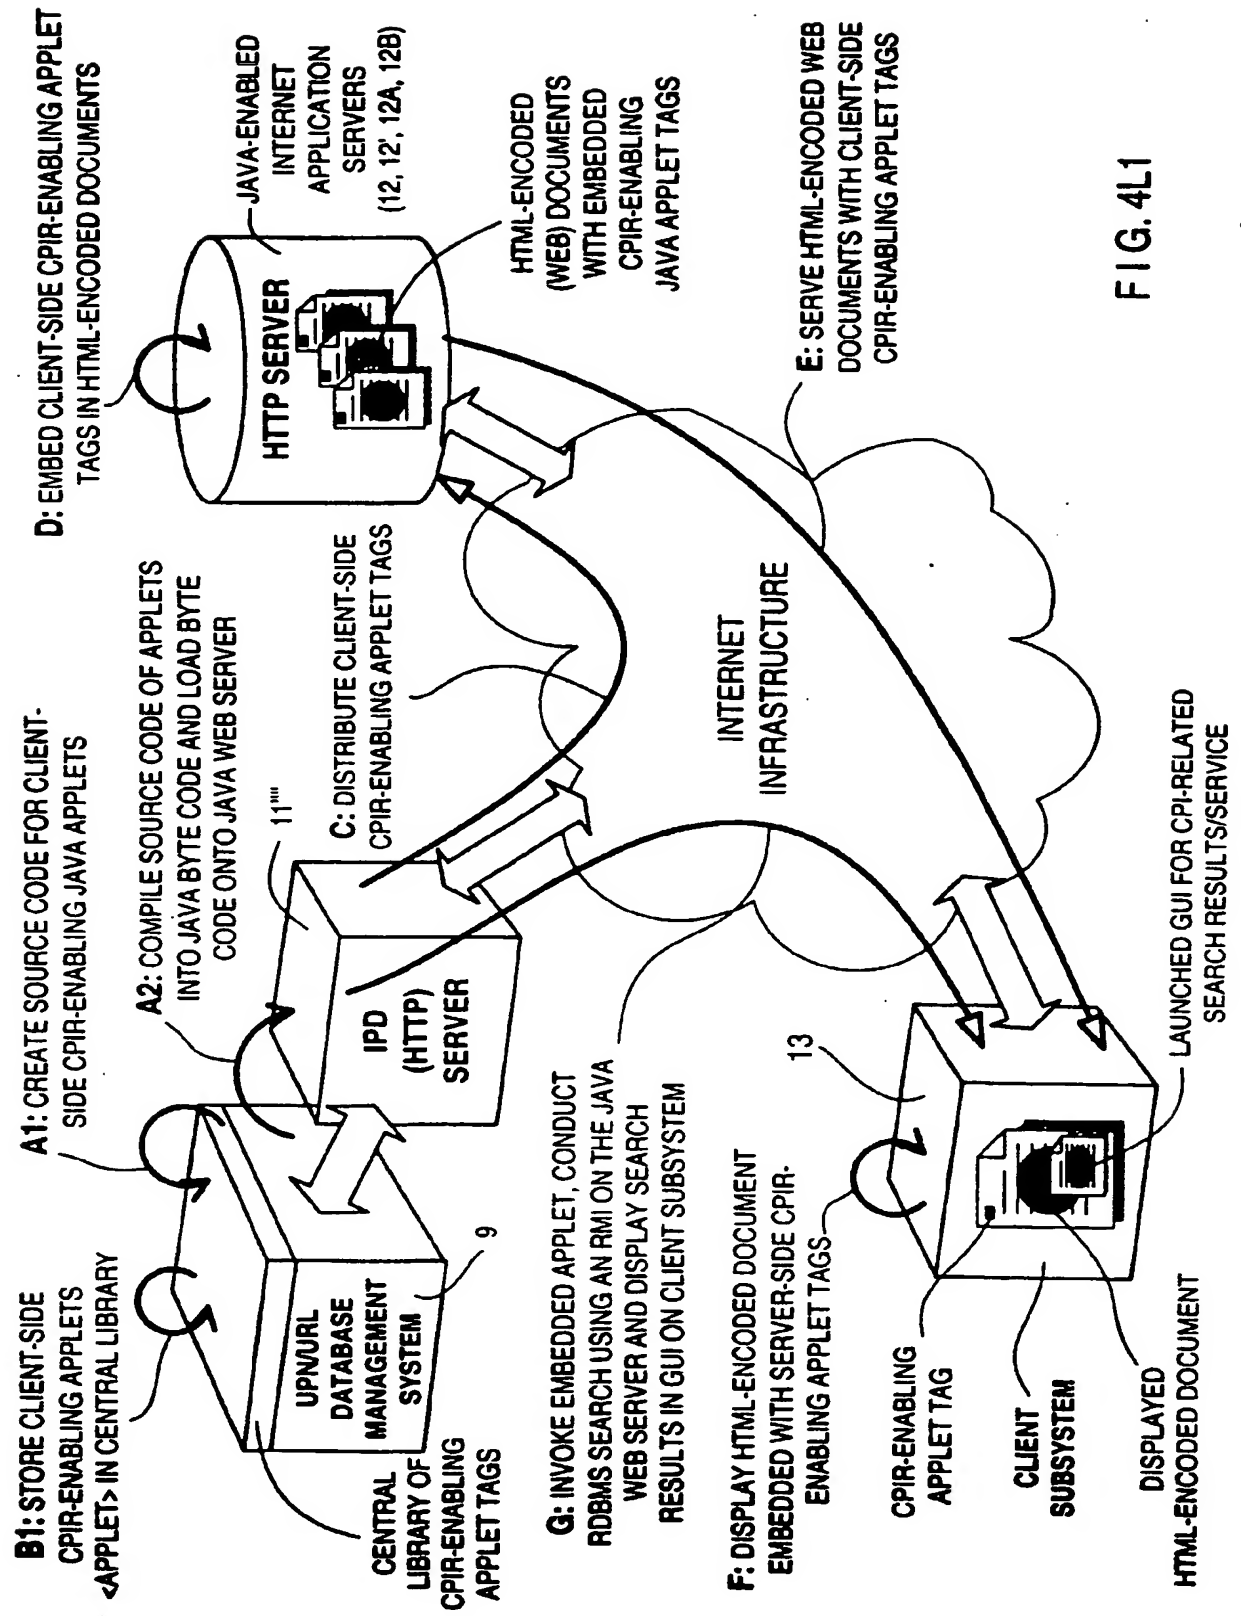 B1: STORE CLIENT-SIDE
CPIR-ENABLING APPLETS
<APPLET> IN CENTRAL LIBRARY
A1: CREATE SOURCE CODE FOR CLIENT-
SIDE CPIR-ENABLING JAVA APPLETS
A2: COMPILE SOURCE CODE OF APPLETS
INTO JAVA BYTE CODE AND LOAD BYTE
CODE ONTO JAVA WEB SERVER
D: EMBED CLIENT-SIDE CPIR-ENABLING APPLET
TAGS IN HTML-ENCODED DOCUMENTS
JAVA-ENABLED
INTERNET
APPLICATION
SERVERS
(12, 12', 12A, 12B)
HTTP SERVER
HTML-ENCODED
(WEB) DOCUMENTS
WITH EMBEDDED
CPIR-ENABLING
JAVA APPLET TAGS
11''''
IPD
(HTTP)
SERVER
C: DISTRIBUTE CLIENT-SIDE
CPIR-ENABLING APPLET TAGS
UPN/URL
DATABASE
MANAGEMENT
SYSTEM
9
CENTRAL
LIBRARY OF
CPIR-ENABLING
APPLET TAGS
INTERNET
INFRASTRUCTURE
E: SERVE HTML-ENCODED WEB
DOCUMENTS WITH CLIENT-SIDE
CPIR-ENABLING APPLET TAGS
G: INVOKE EMBEDDED APPLET, CONDUCT
RDBMS SEARCH USING AN RMI ON THE JAVA
WEB SERVER AND DISPLAY SEARCH
RESULTS IN GUI ON CLIENT SUBSYSTEM
F: DISPLAY HTML-ENCODED DOCUMENT
EMBEDDED WITH SERVER-SIDE CPIR-
ENABLING APPLET TAGS
13
CPIR-ENABLING
APPLET TAG
CLIENT
SUBSYSTEM
DISPLAYED
HTML-ENCODED DOCUMENT
LAUNCHED GUI FOR CPI-RELATED
SEARCH RESULTS/SERVICE
FIG. 4L1